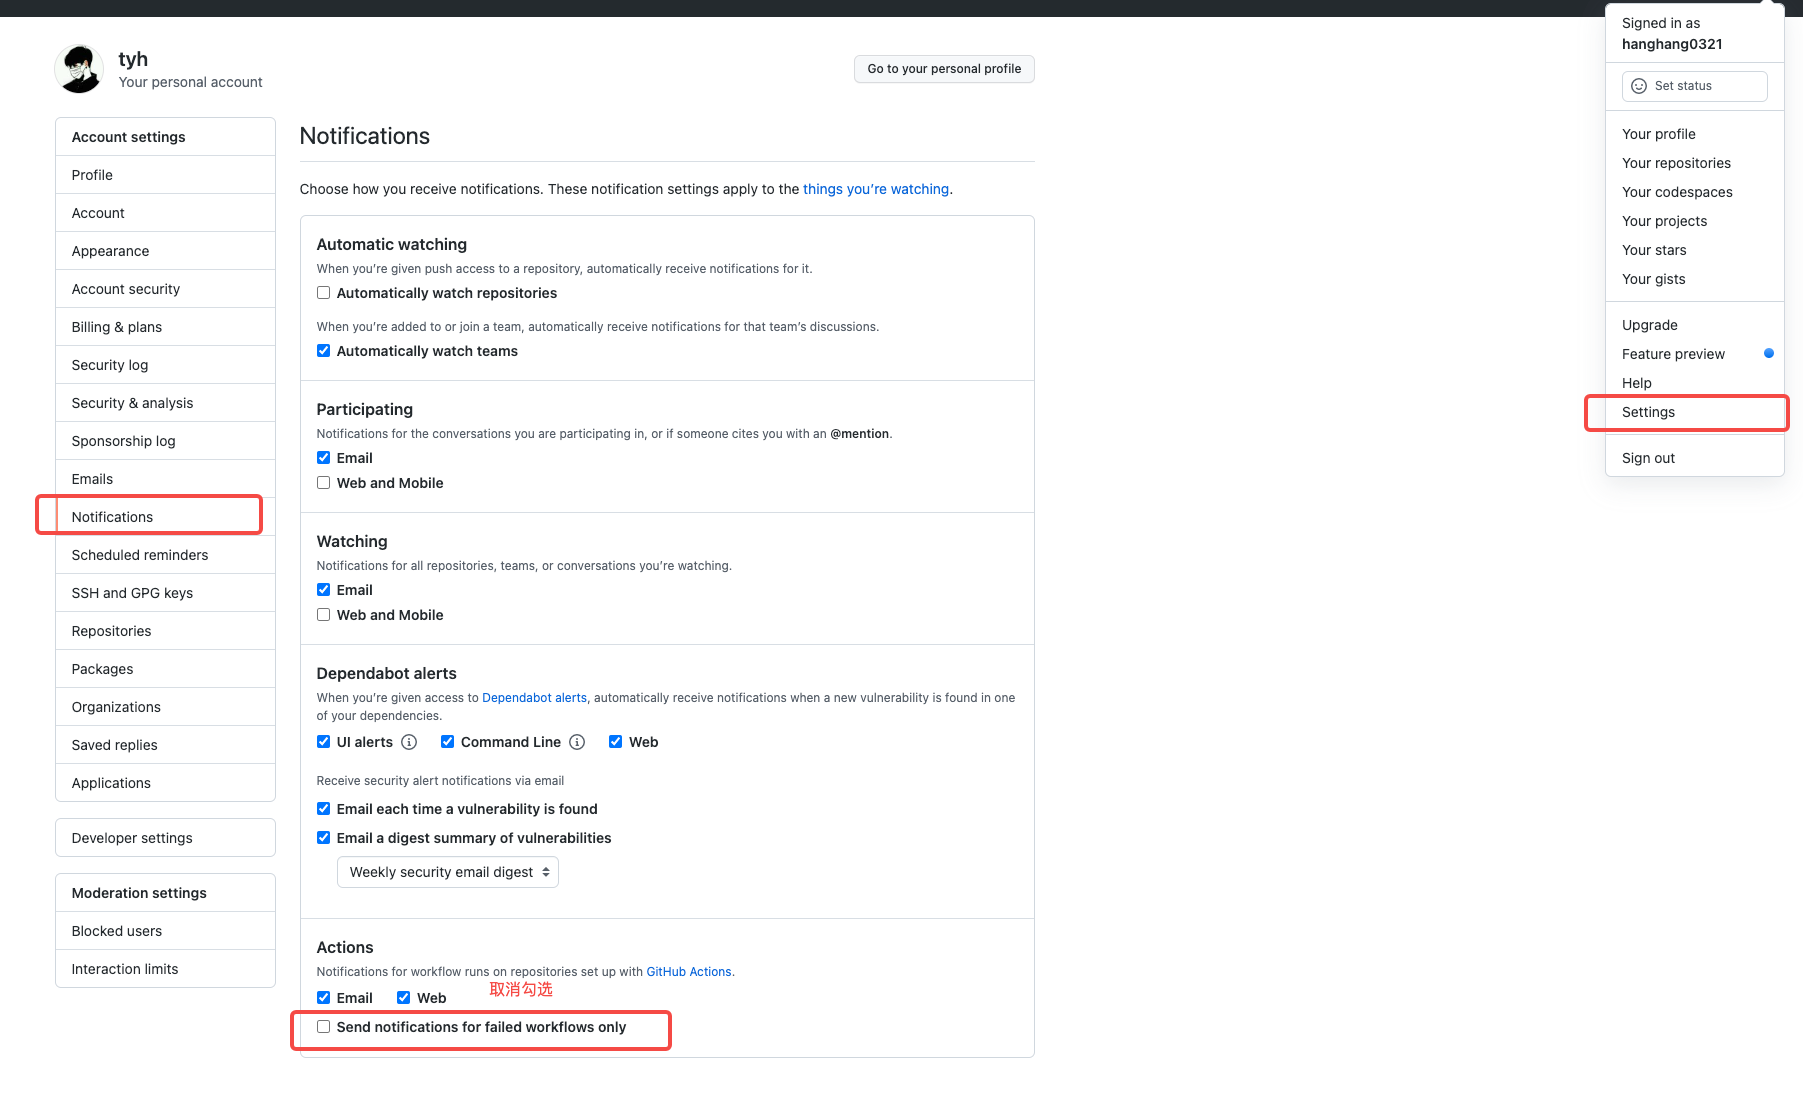 tyh
Your personal account
Go to your personal profile
Account settings
Profile
Account
Appearance
Account security
Billing & plans
Security log
Security & analysis
Sponsorship log
Emails
Notifications
Scheduled reminders
SSH and GPG keys
Repositories
Packages
Organizations
Saved replies
Applications
Developer settings
Moderation settings
Blocked users
Interaction limits
Notifications
Choose how you receive notifications. These notification settings apply to the things you’re watching.
Automatic watching
When you’re given push access to a repository, automatically receive notifications for it.
Automatically watch repositories
When you’re added to or join a team, automatically receive notifications for that team’s discussions.
Automatically watch teams
Participating
Notifications for the conversations you are participating in, or if someone cites you with an @mention.
Email
Web and Mobile
Watching
Notifications for all repositories, teams, or conversations you’re watching.
Email
Web and Mobile
Dependabot alerts
When you’re given access to Dependabot alerts, automatically receive notifications when a new vulnerability is found in one
of your dependencies.
UI alerts Command Line Web
Receive security alert notifications via email
Email each time a vulnerability is found
Email a digest summary of vulnerabilities
Weekly security email digest
Actions
Notifications for workflow runs on repositories set up with GitHub Actions.
Email Web 取消勾选
Send notifications for failed workflows only
Signed in as
hanghang0321
Set status
Your profile
Your repositories
Your codespaces
Your projects
Your stars
Your gists
Upgrade
Feature preview
Help
Settings
Sign out